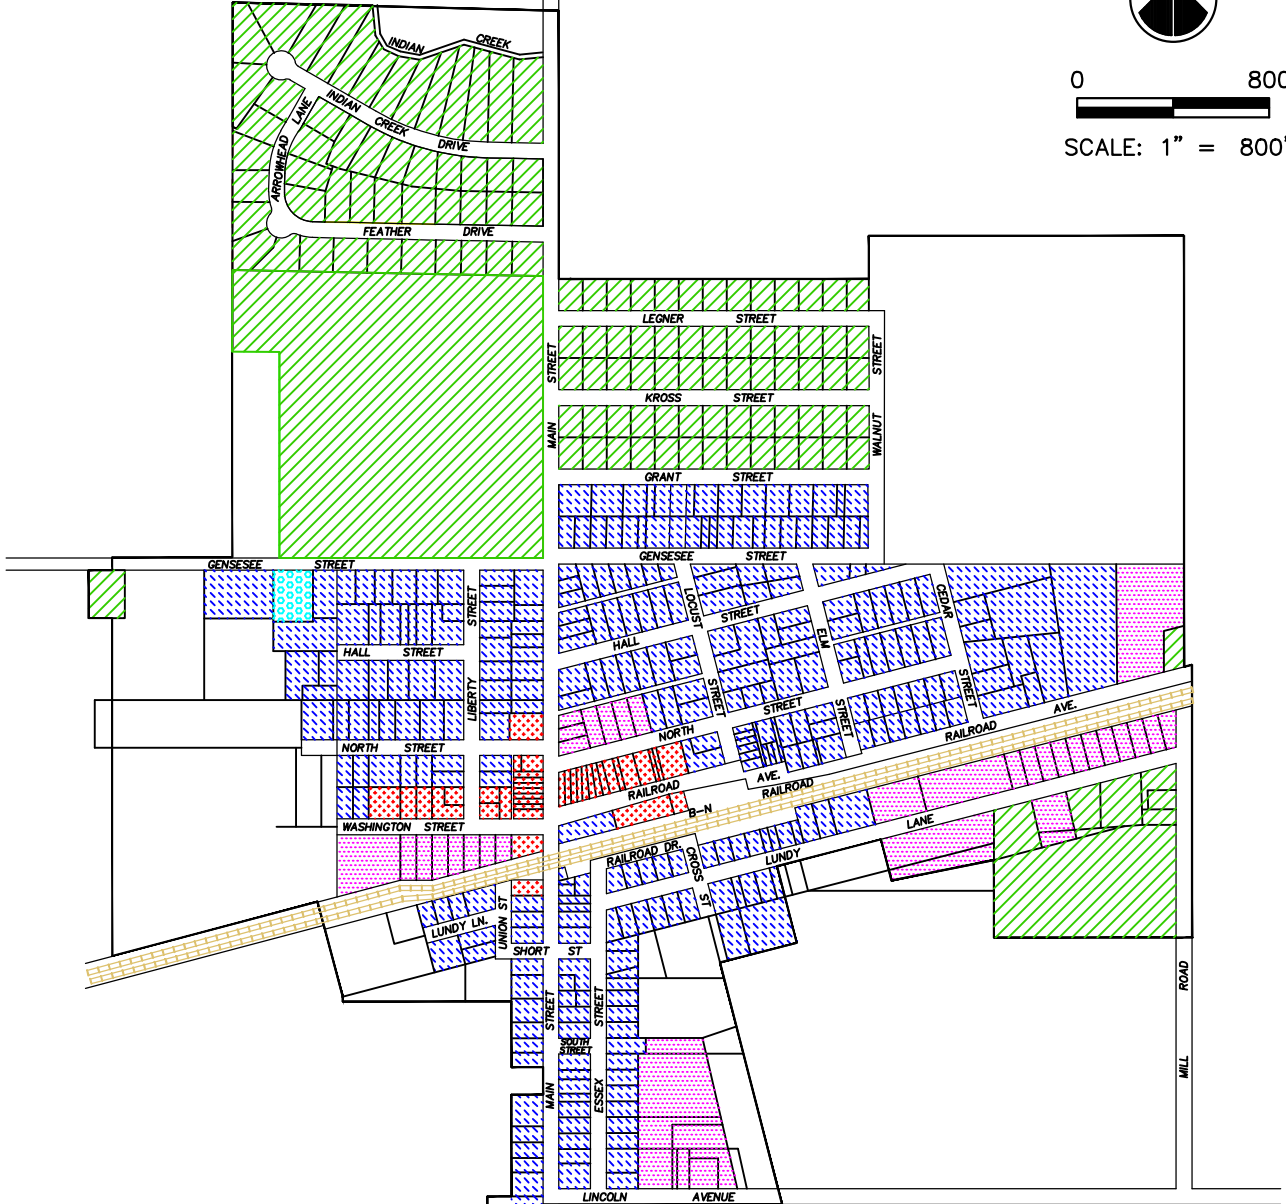 INDIAN CREEK
0 800
SCALE: 1" = 800'
INDIAN CREEK DRIVE
ARROWHEAD LANE
FEATHER DRIVE
LEGNER STREET
MAIN STREET
WALNUT STREET
KROSS STREET
GRANT STREET
GENSESEE STREET
GENSESEE STREET
LIBERTY STREET
LOCUST STREET
HALL STREET
ELM STREET
CEDAR STREET
HALL STREET
NORTH STREET
NORTH STREET
RAILROAD AVE.
RAILROAD AVE.
RAILROAD
B-N
WASHINGTON STREET
RAILROAD DR.
CROSS ST
LUNDY LANE
LUNDY LN.
UNION ST
SHORT ST
MAIN STREET
ESSEX STREET
SOUTH STREET
MILL ROAD
LINCOLN AVENUE